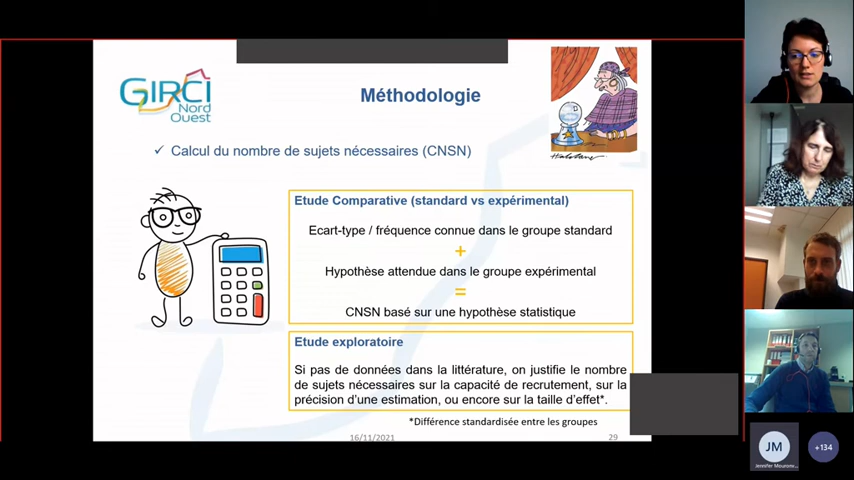 GIRCI
Nord
Ouest
Méthodologie
✓ Calcul du nombre de sujets nécessaires (CNSN)
Etude Comparative (standard vs expérimental)
Ecart-type / fréquence connue dans le groupe standard
+
Hypothèse attendue dans le groupe expérimental
=
CNSN basé sur une hypothèse statistique
Etude exploratoire
Si pas de données dans la littérature, on justifie le nombre
de sujets nécessaires sur la capacité de recrutement, sur la
précision d'une estimation, ou encore sur la taille d'effet*.
*Différence standardisée entre les groupes
16/11/2021
29
JM
+134